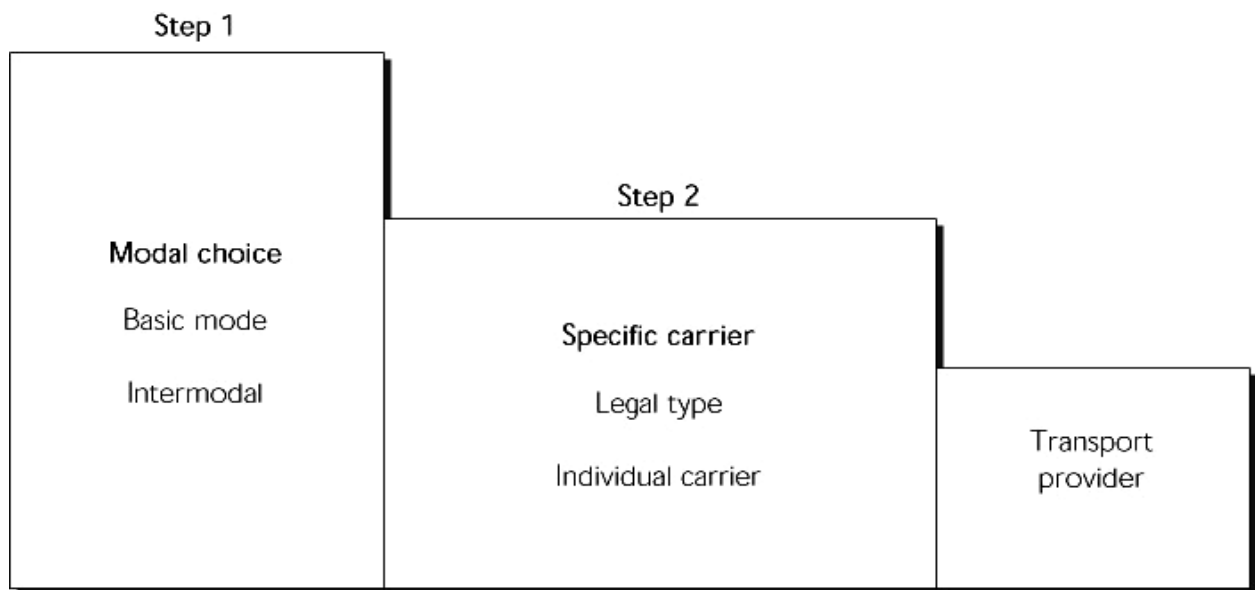 Step 1
Modal choice
Basic mode
Intermodal
Step 2
Specific carrier
Legal type
Individual carrier
Transport
provider